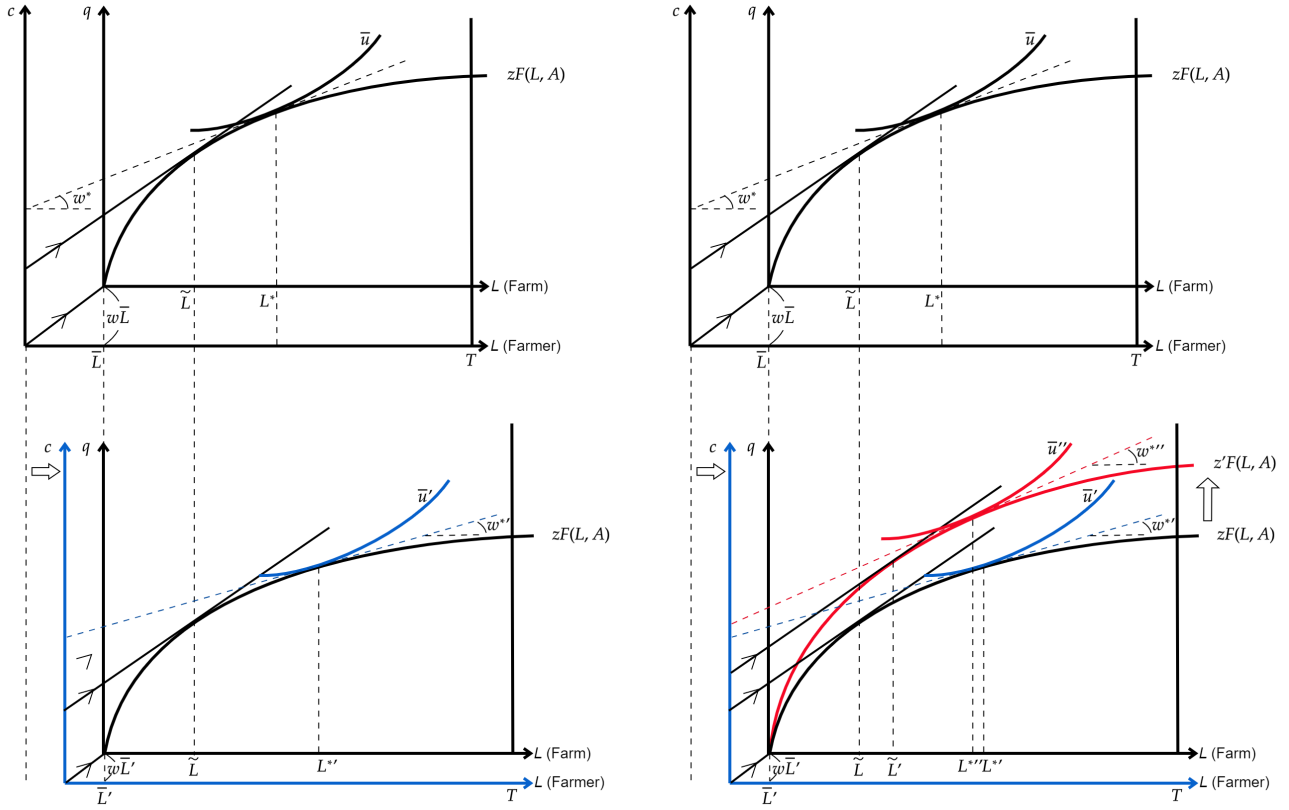 c
q
u̅
zF(L, A)
w*
L̃
L*
L (Farm)
wL̅
L (Farmer)
L̅
T
c
q
u̅
zF(L, A)
w*
L̃
L*
L (Farm)
wL̅
L (Farmer)
L̅
T
c
q
u̅′
w*′
zF(L, A)
L (Farm)
wL̅′
L̃
L*′
L (Farmer)
L̅′
T
c
q
u̅′′
w*′′
z′F(L, A)
u̅′
w*′
zF(L, A)
L (Farm)
wL̅′
L̃
L̃′
L*′′
L*′
L (Farmer)
L̅′
T